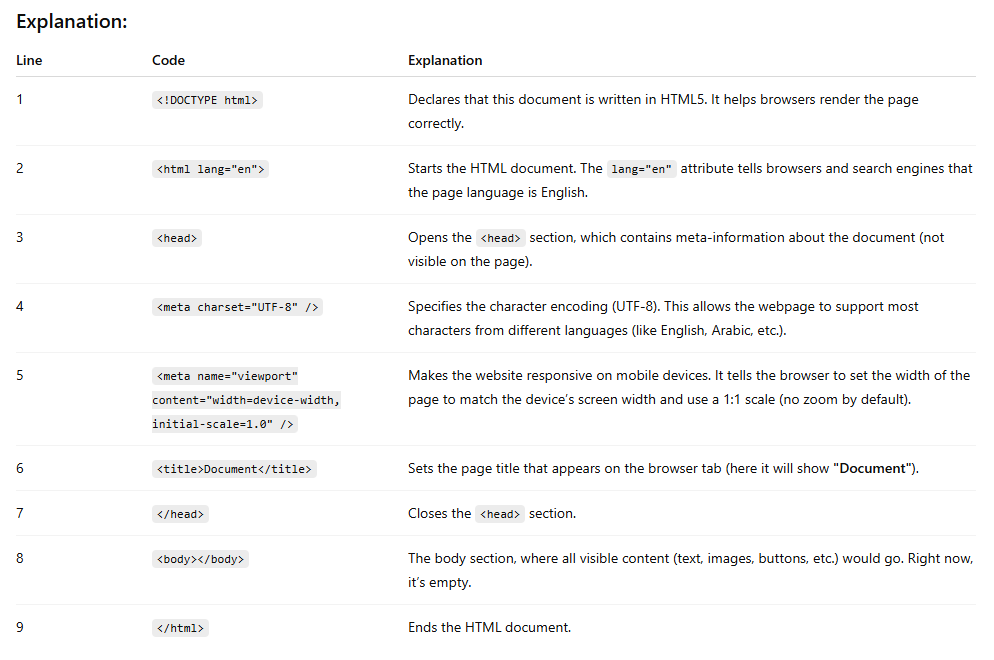 Explanation:
Line Code Explanation
1 <!DOCTYPE html> Declares that this document is written in HTML5. It helps browsers render the page
correctly.
2 <html lang="en"> Starts the HTML document. The lang="en" attribute tells browsers and search engines that
the page language is English.
3 <head> Opens the <head> section, which contains meta-information about the document (not
visible on the page).
4 <meta charset="UTF-8" /> Specifies the character encoding (UTF-8). This allows the webpage to support most
characters from different languages (like English, Arabic, etc.).
5 <meta name="viewport" Makes the website responsive on mobile devices. It tells the browser to set the width of the
content="width=device-width, page to match the device’s screen width and use a 1:1 scale (no zoom by default).
initial-scale=1.0" />
6 <title>Document</title> Sets the page title that appears on the browser tab (here it will show "Document").
7 </head> Closes the <head> section.
8 <body></body> The body section, where all visible content (text, images, buttons, etc.) would go. Right now,
it’s empty.
9 </html> Ends the HTML document.